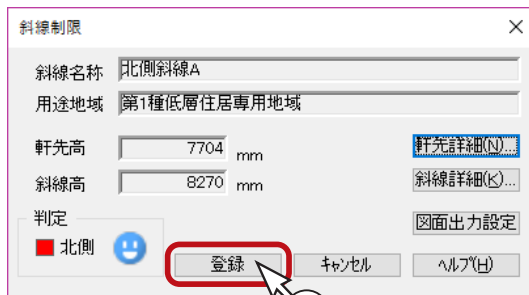 斜線制限
斜線名称 北側斜線A
用途地域 第1種低層住居専用地域
軒先高 7704 mm 軒先詳細(N)...
斜線高 8270 mm 斜線詳細(K)...
判定 図面出力設定
北側
登録 キャンセル ヘルプ(H)